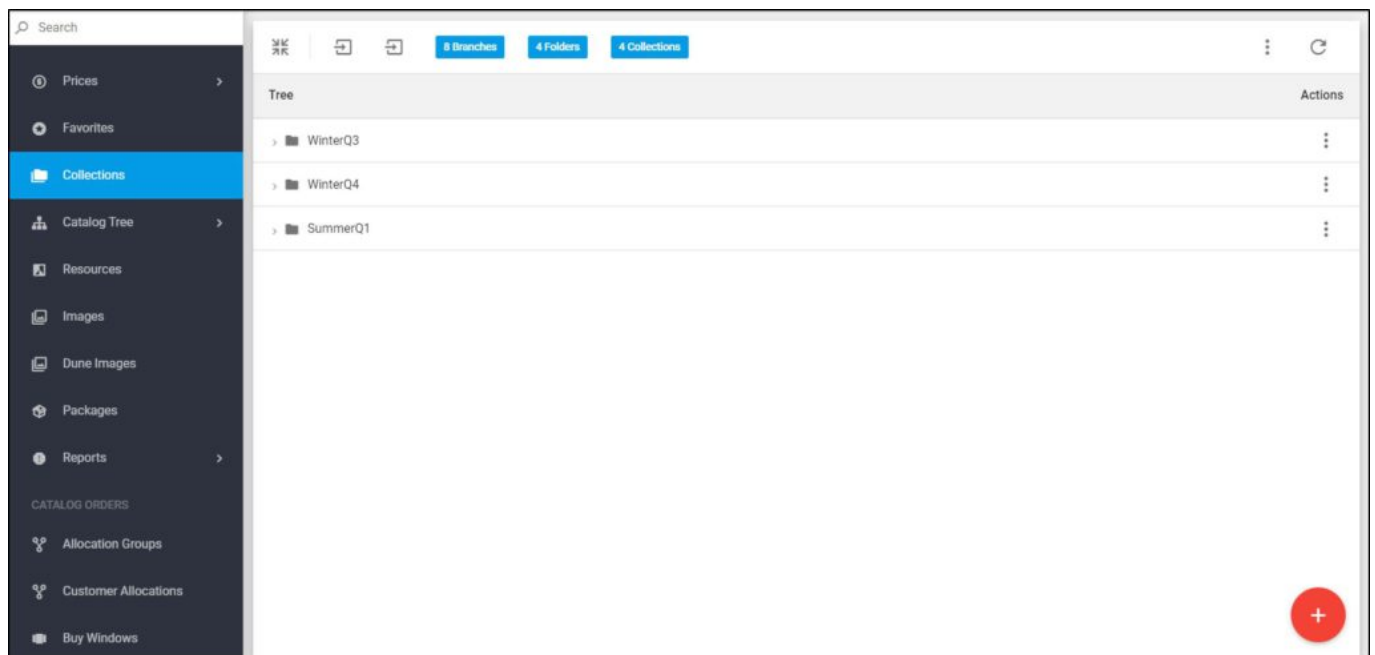 Search
Prices
Favorites
Collections
Catalog Tree
Resources
Images
Dune Images
Packages
Reports
CATALOG ORDERS
Allocation Groups
Customer Allocations
Buy Windows
8 Branches 4 Folders 4 Collections
Tree Actions
WinterQ3
WinterQ4
SummerQ1